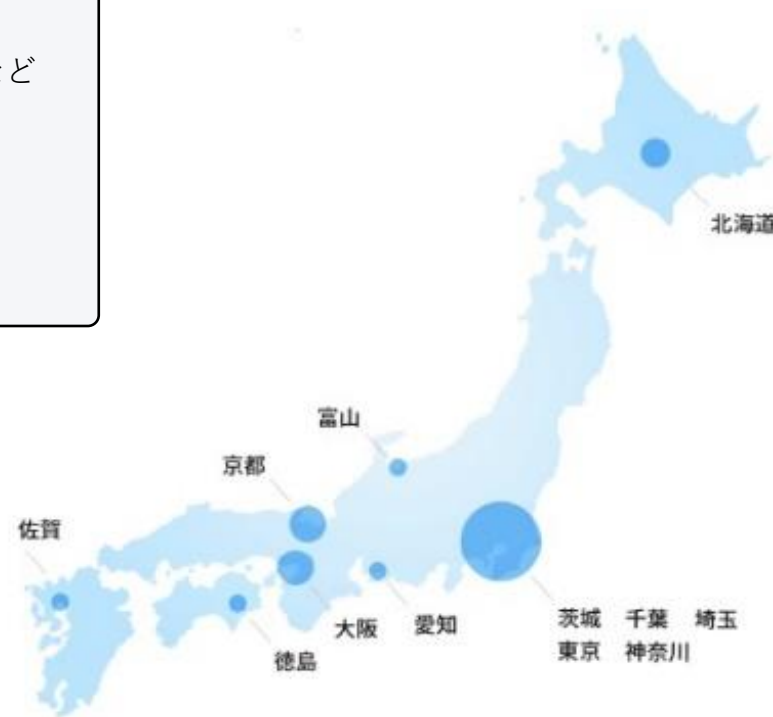 ど
北海道
富山
京都
佐賀
大阪
愛知
徳島
茨城 千葉 埼玉
東京 神奈川